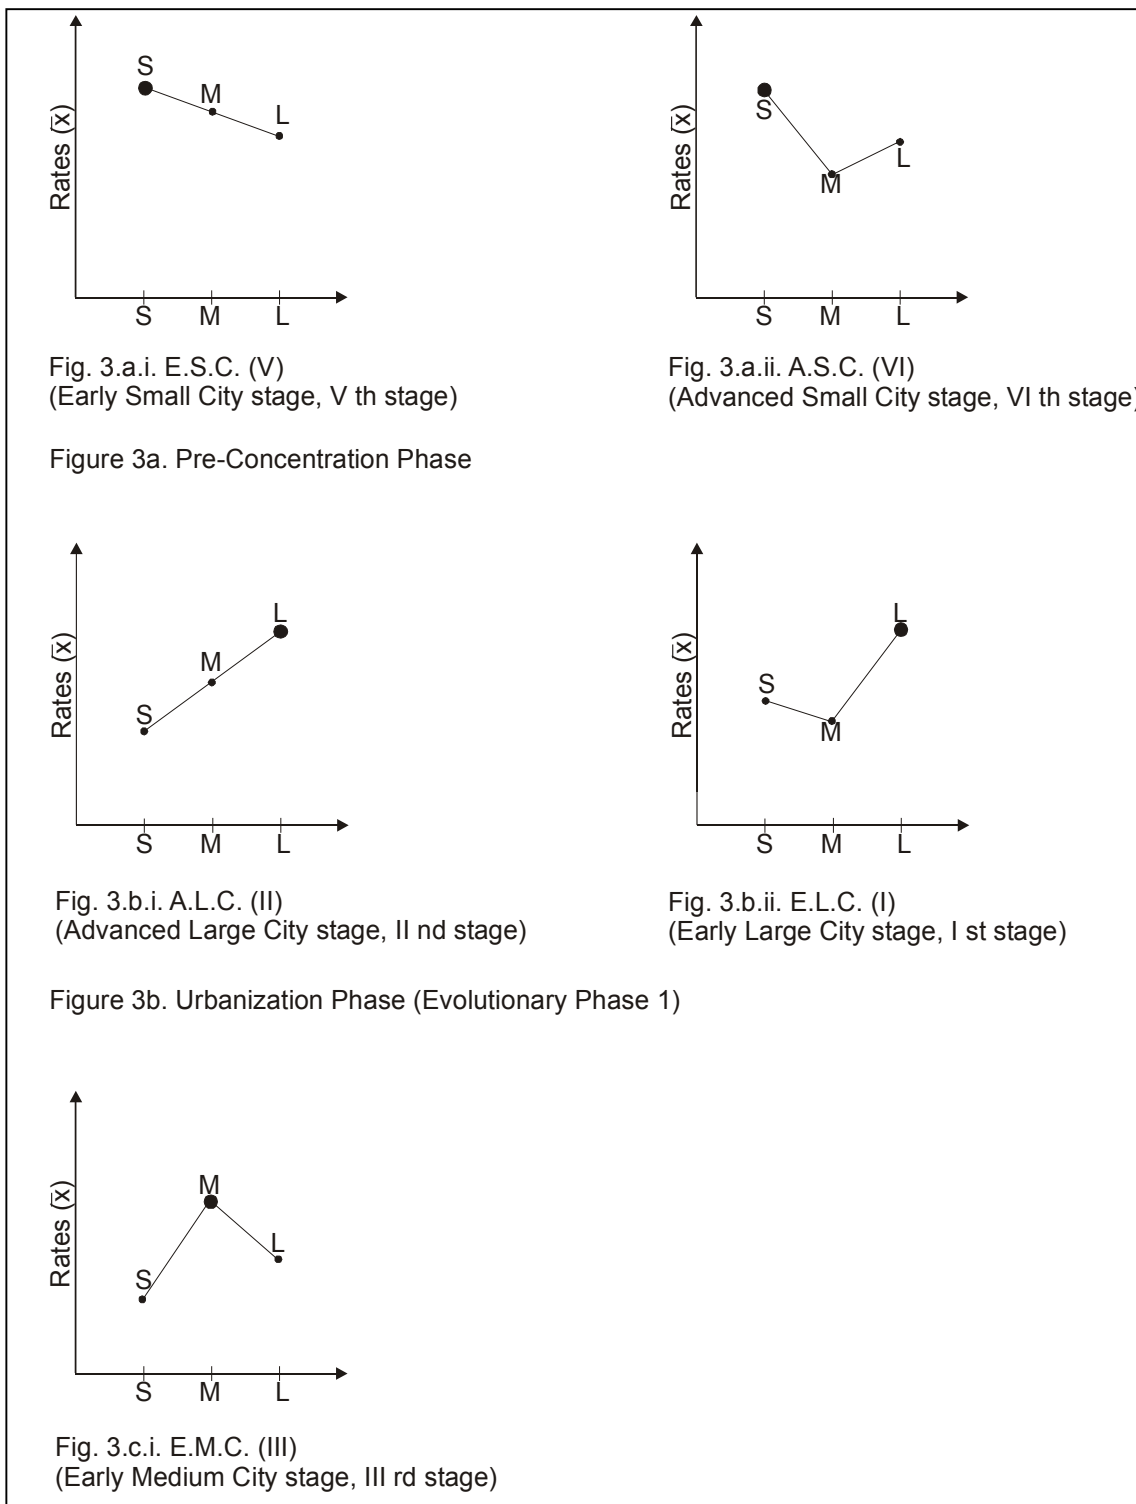 S
M
L
Rates (x̄)
S M L
Fig. 3.a.i. E.S.C. (V)
(Early Small City stage, V th stage)
S
M
L
Rates (x̄)
S M L
Fig. 3.a.ii. A.S.C. (VI)
(Advanced Small City stage, VI th stage)
Figure 3a. Pre-Concentration Phase
L
M
S
Rates (x̄)
S M L
Fig. 3.b.i. A.L.C. (II)
(Advanced Large City stage, II nd stage)
L
S
M
Rates (x̄)
S M L
Fig. 3.b.ii. E.L.C. (I)
(Early Large City stage, I st stage)
Figure 3b. Urbanization Phase (Evolutionary Phase 1)
M
L
S
Rates (x̄)
S M L
Fig. 3.c.i. E.M.C. (III)
(Early Medium City stage, III rd stage)